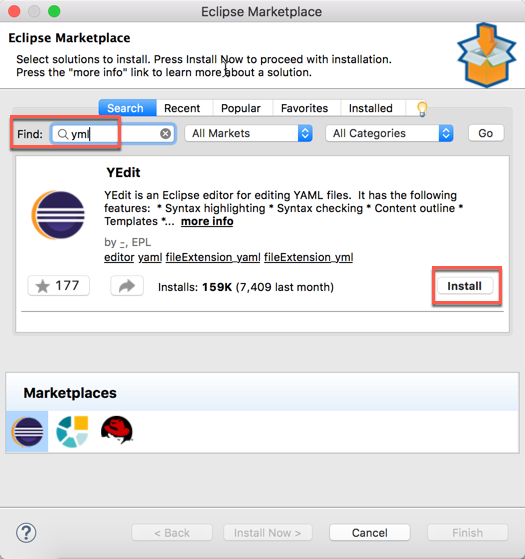 Eclipse Marketplace
Eclipse Marketplace
Select solutions to install. Press Install Now to proceed with installation.
Press the "more info" link to learn more about a solution.
Search Recent Popular Favorites Installed
Find: yml All Markets All Categories Go
YEdit
YEdit is an Eclipse editor for editing YAML files. It has the following
features: * Syntax highlighting * Syntax checking * Content outline *
Templates *... more info
by -, EPL
editor yaml fileExtension_yaml fileExtension_yml
177 Installs: 159K (7,409 last month) Install
Marketplaces
? < Back Install Now > Cancel Finish